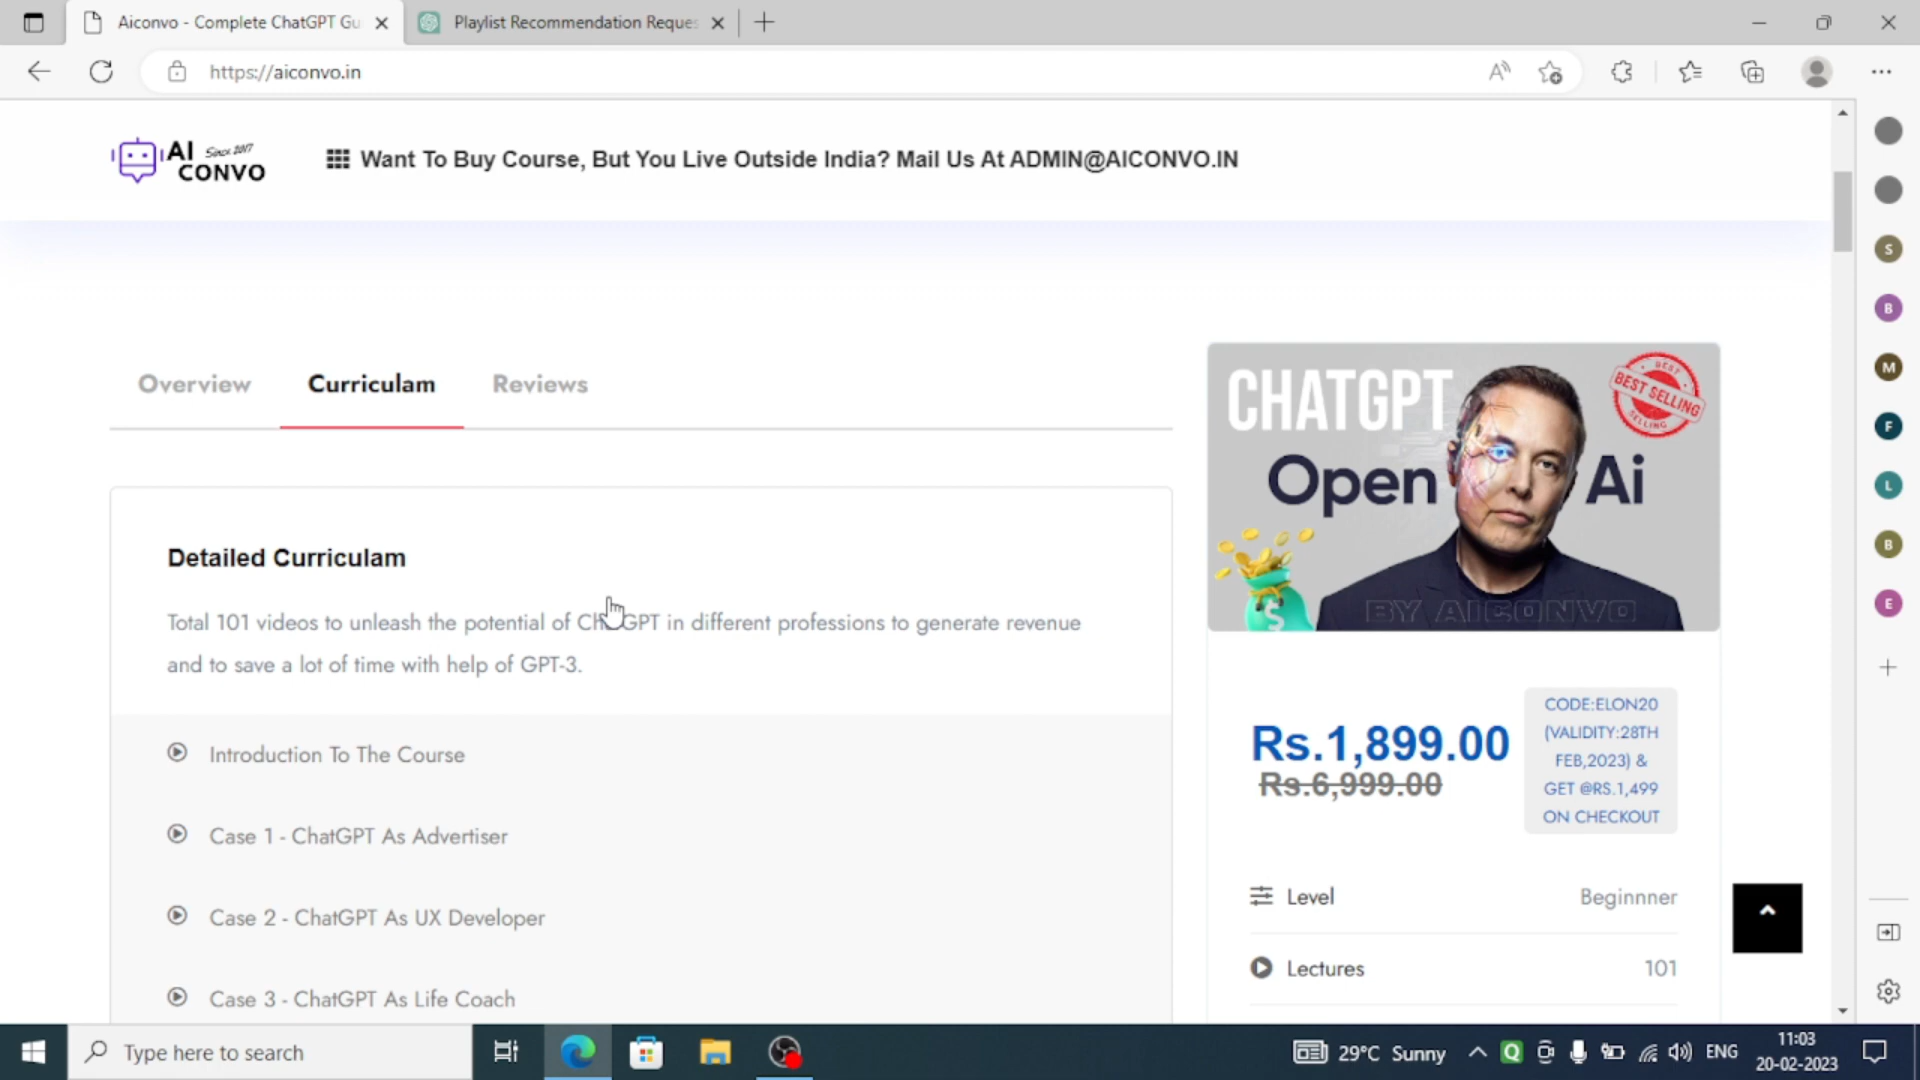 Aiconvo - Complete ChatGPT Gu
Playlist Recommendation Reques
https://aiconvo.in
AI Since 2017
CONVO
Want To Buy Course, But You Live Outside India? Mail Us At ADMIN@AICONVO.IN
Overview
Curriculam
Reviews
Detailed Curriculam
Total 101 videos to unleash the potential of ChatGPT in different professions to generate revenue
and to save a lot of time with help of GPT-3.
Introduction To The Course
Case 1 - ChatGPT As Advertiser
Case 2 - ChatGPT As UX Developer
Case 3 - ChatGPT As Life Coach
CHATGPT
BEST
BEST SELLING
SELLING
Open Ai
BY AICONVO
Rs.1,899.00
Rs.6,999.00
CODE:ELON20
(VALIDITY:28TH
FEB,2023) &
GET @RS.1,499
ON CHECKOUT
Level
Beginnner
Lectures
101
S
B
M
F
L
B
E
Type here to search
29°C Sunny
Q
ENG
11:03
20-02-2023